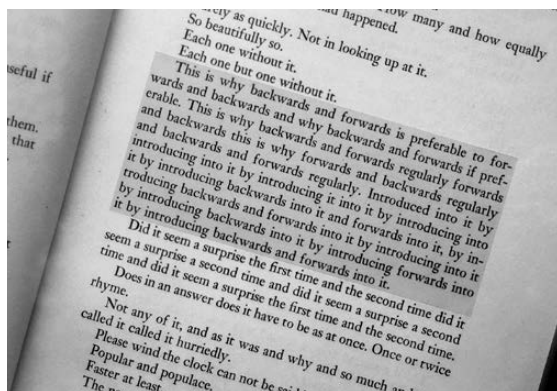 had happened.
How many and how equally
as quickly. Not in looking up at it.
So beautifully so.
Each one without it.
Each one but one without it.
This is why backwards and forwards is preferable to for-
wards and backwards and why backwards and forwards if pref-
erable. This is why backwards and forwards regularly forwards
and backwards this is why forwards and backwards regularly
and backwards and forwards regularly. Introduced into it by
introducing into it by introducing it into it by introducing into
it by introducing backwards into it and forwards into it, by in-
troducing backwards and forwards into it by introducing into it
by introducing backwards into it by introducing forwards into
it by introducing backwards and forwards into it.
Did it seem a surprise the first time and the second time did it
seem a surprise a second time and did it seem a surprise a second
time and did it seem a surprise the first time and the second time.
Does in an answer does it have to be as at once. Once or twice
rhyme.
Not any of it, and as it was and why and so much
called it called it hurriedly.
Please wind the clock can not be
Popular and populace.
Faster at least
The
if
them.
that